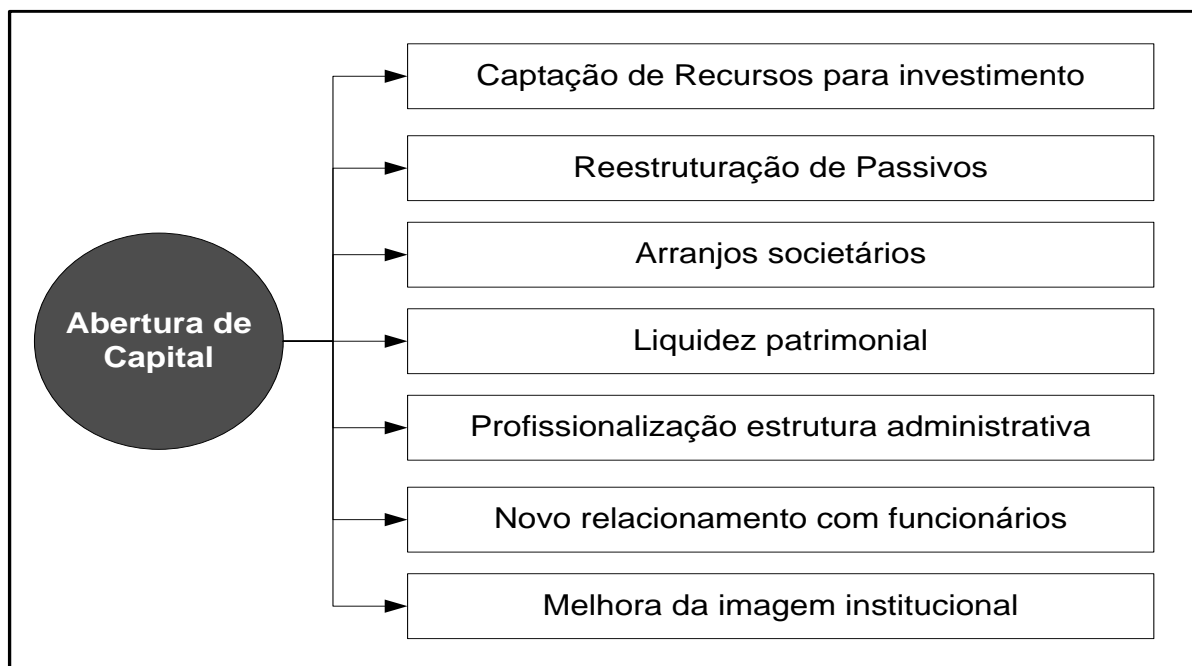 Captação de Recursos para investimento
Reestruturação de Passivos
Arranjos societários
Abertura de
Capital
Liquidez patrimonial
Profissionalização estrutura administrativa
Novo relacionamento com funcionários
Melhora da imagem institucional